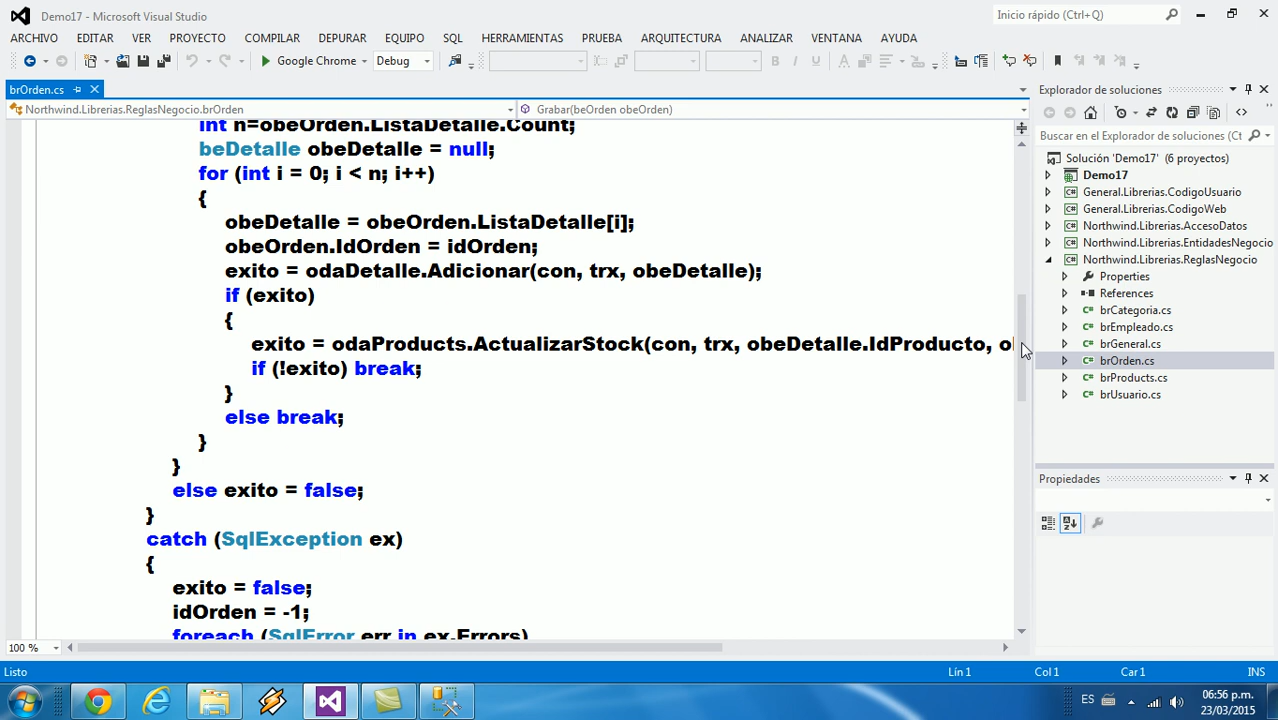 Demo17 - Microsoft Visual Studio
Inicio rápido (Ctrl+Q)
ARCHIVO EDITAR VER PROYECTO COMPILAR DEPURAR EQUIPO SQL HERRAMIENTAS PRUEBA ARQUITECTURA ANALIZAR VENTANA AYUDA
Google Chrome Debug
brOrden.cs
Northwind.Librerias.ReglasNegocio.brOrden
Grabar(beOrden obeOrden)
int n=obeOrden.ListaDetalle.Count;
beDetalle obeDetalle = null;
for (int i = 0; i < n; i++)
{
obeDetalle = obeOrden.ListaDetalle[i];
obeOrden.IdOrden = idOrden;
exito = odaDetalle.Adicionar(con, trx, obeDetalle);
if (exito)
{
exito = odaProducts.ActualizarStock(con, trx, obeDetalle.IdProducto, ob
if (!exito) break;
}
else break;
}
}
else exito = false;
}
catch (SqlException ex)
{
exito = false;
idOrden = -1;
foreach (SqlError err in ex.Errors)
100 %
Explorador de soluciones
Buscar en el Explorador de soluciones (Ct
Solución 'Demo17' (6 proyectos)
Demo17
General.Librerias.CodigoUsuario
General.Librerias.CodigoWeb
Northwind.Librerias.AccesoDatos
Northwind.Librerias.EntidadesNegocio
Northwind.Librerias.ReglasNegocio
Properties
References
brCategoria.cs
brEmpleado.cs
brGeneral.cs
brOrden.cs
brProducts.cs
brUsuario.cs
Propiedades
Listo Lín 1 Col 1 Car 1 INS
ES
06:56 p.m.
23/03/2015